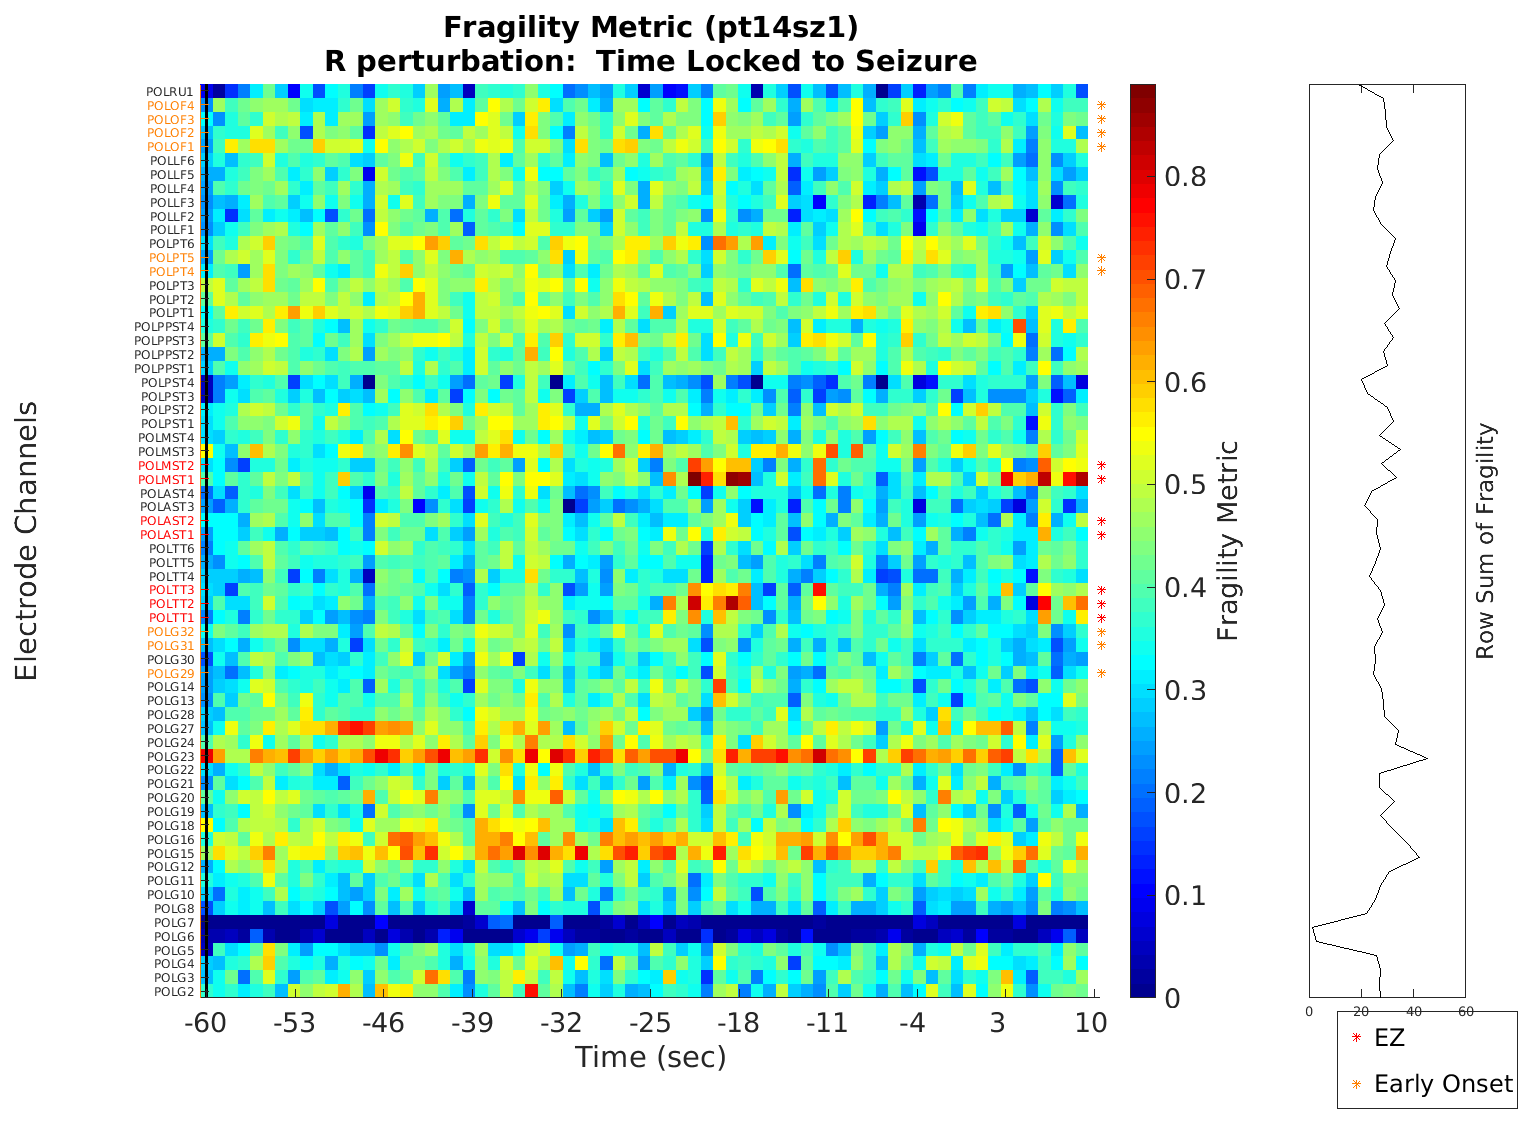 Fragility Metric (pt14sz1)
R perturbation:  Time Locked to Seizure
Electrode Channels
POLRU1
POLOF4
POLOF3
POLOF2
POLOF1
POLLF6
POLLF5
POLLF4
POLLF3
POLLF2
POLLF1
POLPT6
POLPT5
POLPT4
POLPT3
POLPT2
POLPT1
POLPPST4
POLPPST3
POLPPST2
POLPPST1
POLPST4
POLPST3
POLPST2
POLPST1
POLMST4
POLMST3
POLMST2
POLMST1
POLAST4
POLAST3
POLAST2
POLAST1
POLTT6
POLTT5
POLTT4
POLTT3
POLTT2
POLTT1
POLG32
POLG31
POLG30
POLG29
POLG14
POLG13
POLG28
POLG27
POLG24
POLG23
POLG22
POLG21
POLG20
POLG19
POLG18
POLG16
POLG15
POLG12
POLG11
POLG10
POLG8
POLG7
POLG6
POLG5
POLG4
POLG3
POLG2
-60 -53 -46 -39 -32 -25 -18 -11 -4 3 10
Time (sec)
0.8
0.7
0.6
0.5
0.4
0.3
0.2
0.1
0
Fragility Metric
0 20 40 60
Row Sum of Fragility
EZ
Early Onset